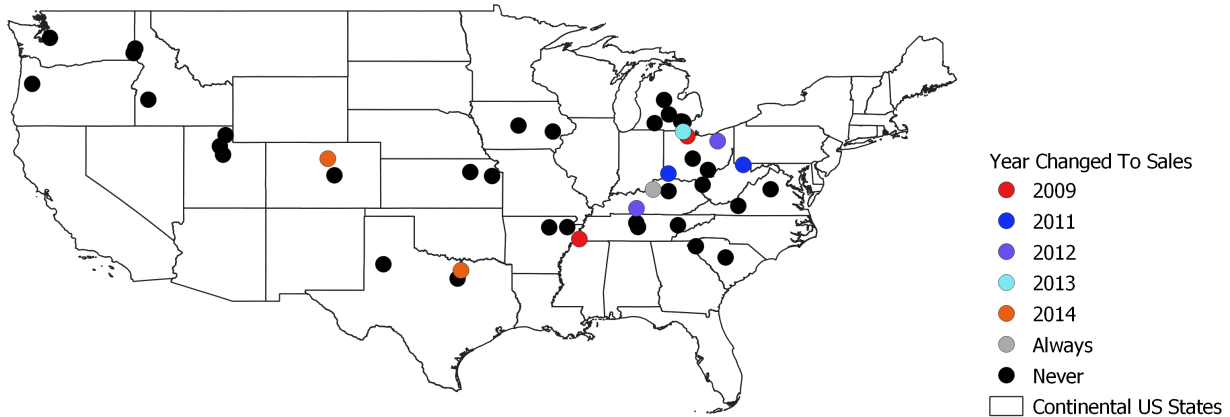 Year Changed To Sales
2009
2011
2012
2013
2014
Always
Never
Continental US States